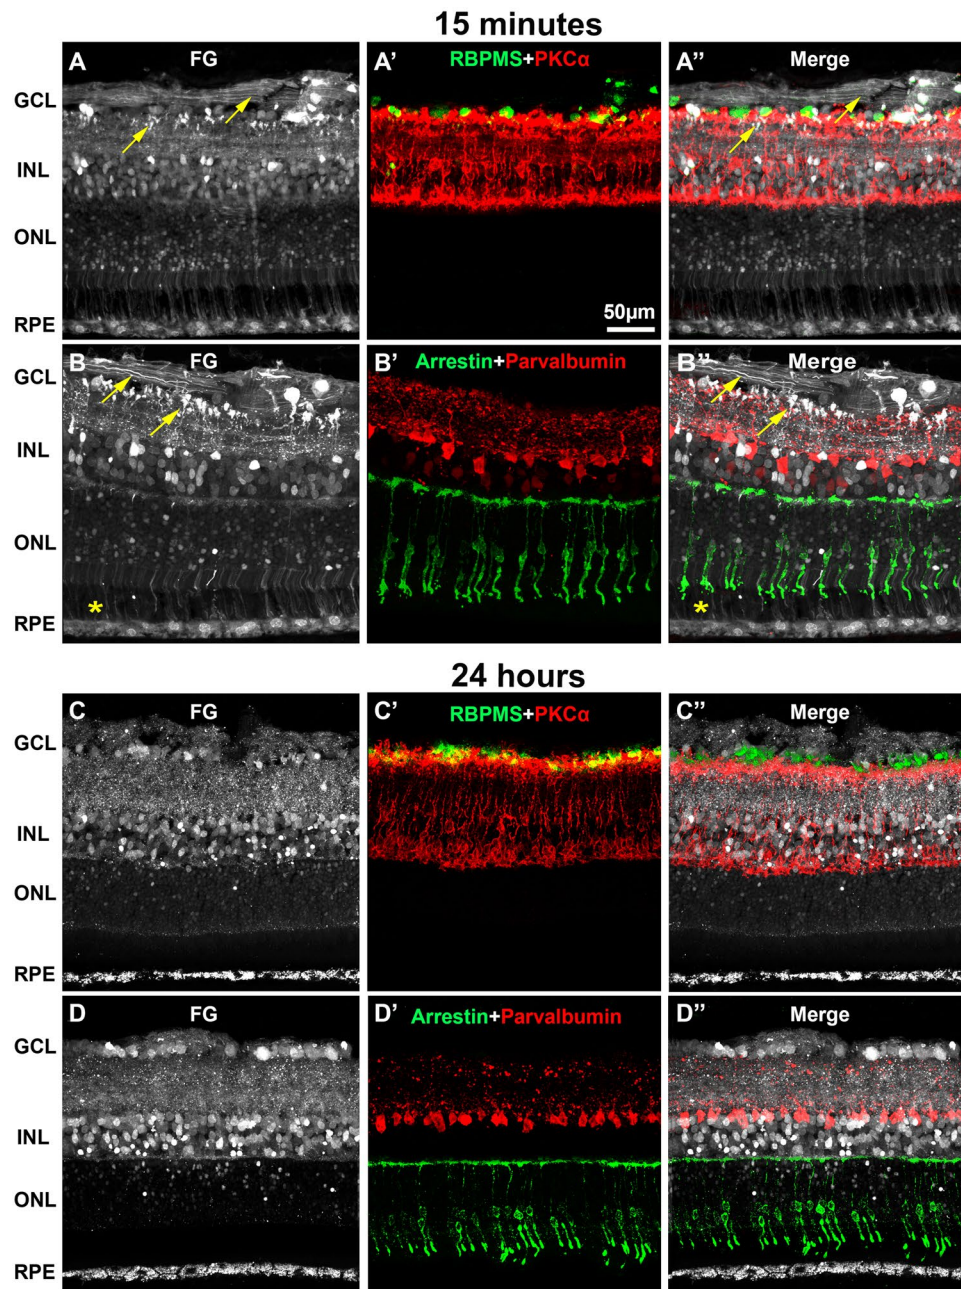 15 minutes
A FG A' RBPMS+PKCα A" Merge
GCL
INL
ONL
50µm
RPE
B FG B' Arrestin+Parvalbumin B" Merge
GCL
INL
ONL
*
*
RPE
24 hours
C FG C' RBPMS+PKCα C" Merge
GCL
INL
ONL
RPE
D FG D' Arrestin+Parvalbumin D" Merge
GCL
INL
ONL
RPE